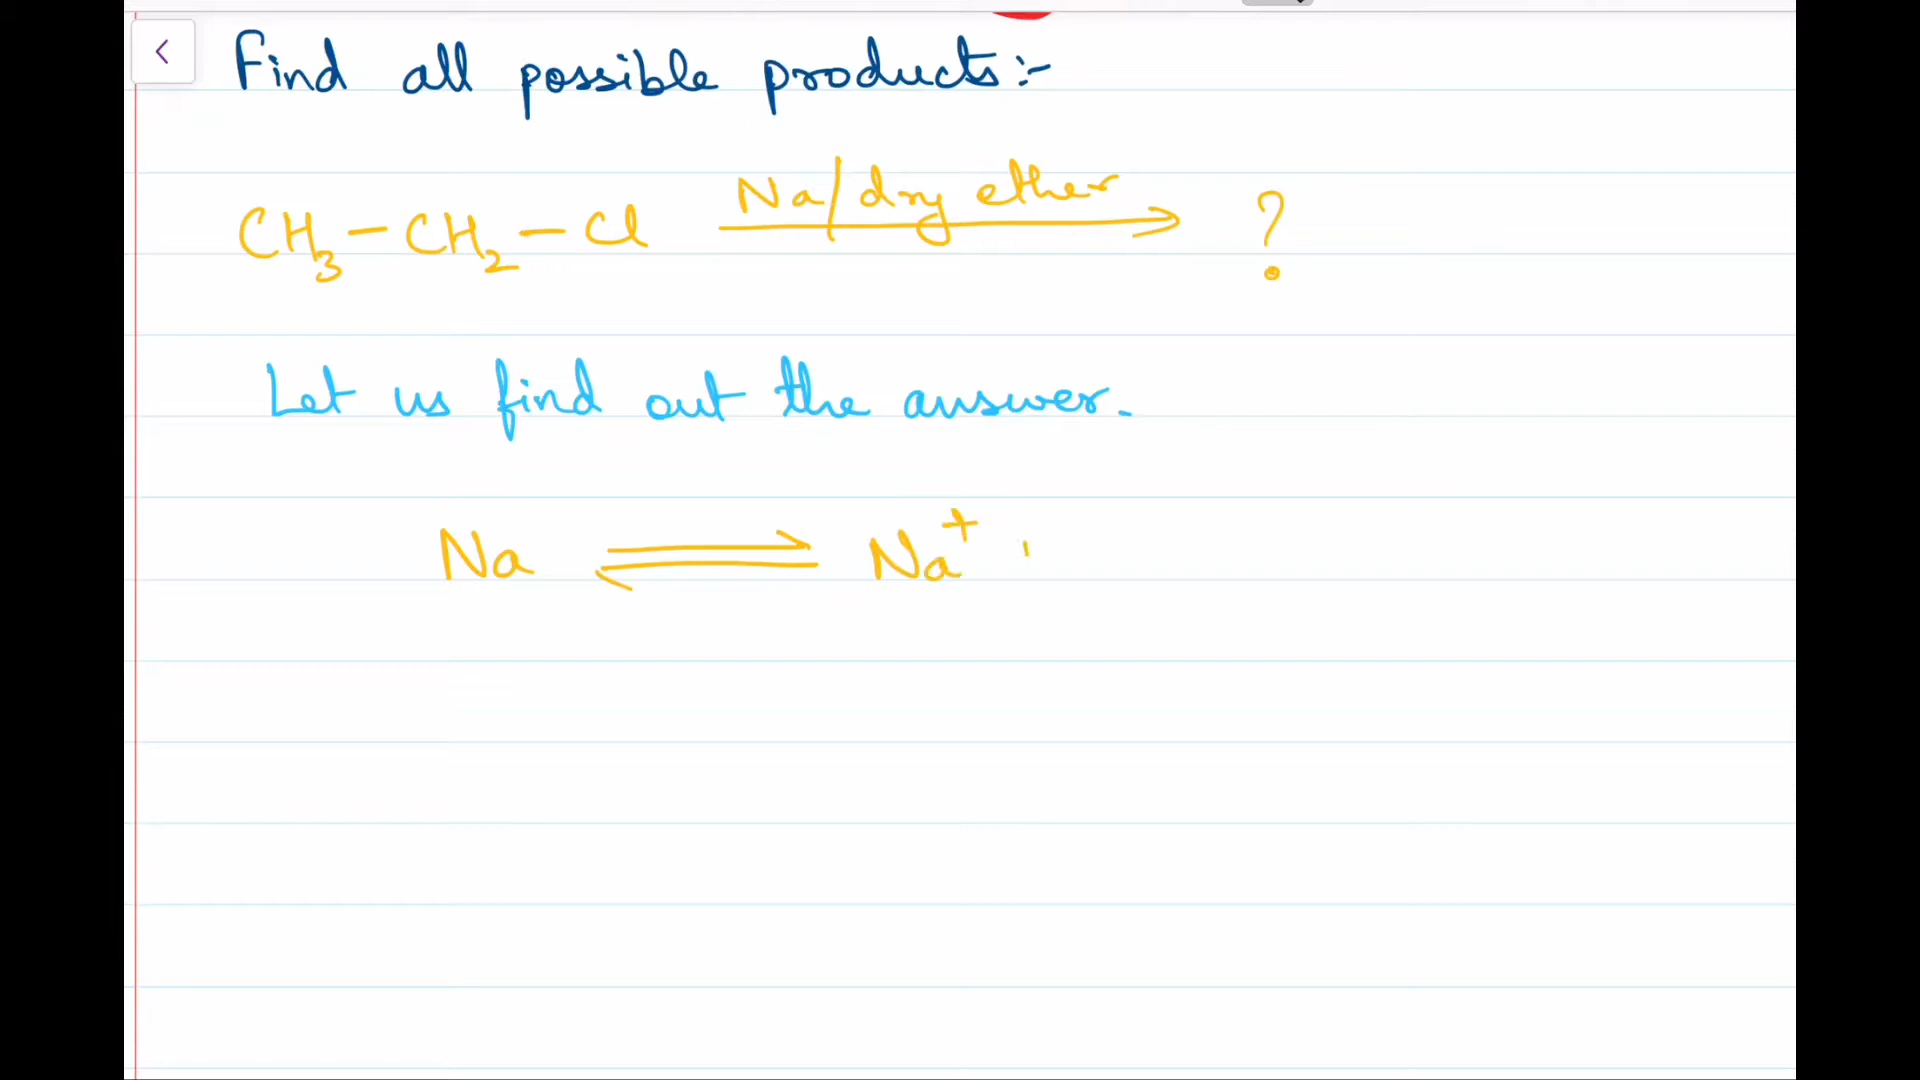 Find all possible products:-
CH₃-CH₂-Cl Na/dry ether → ?
Let us find out the answer.
Na ⇌ Na⁺